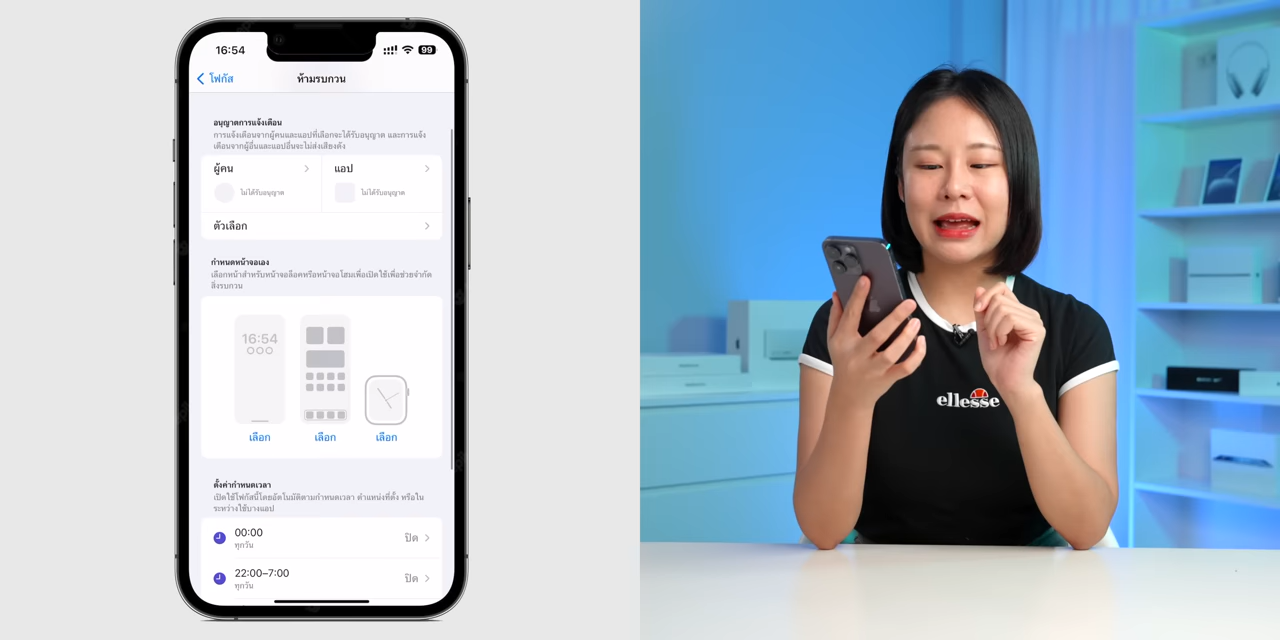 16:54
99
โฟกัส
ห้ามรบกวน
อนุญาตการแจ้งเตือน
การแจ้งเตือนจากผู้คนและแอปที่เลือกจะได้รับอนุญาต และการแจ้ง
เตือนจากผู้อื่นและแอปอื่นจะไม่ส่งเสียงดัง
ผู้คน
แอป
ไม่ได้รับอนุญาต
ไม่ได้รับอนุญาต
ตัวเลือก
กำหนดหน้าจอเอง
เลือกหน้าสำหรับหน้าจอล็อคหรือหน้าจอโฮมเพื่อเปิดใช้เพื่อช่วยจำกัด
สิ่งรบกวน
16:54
เลือก
เลือก
เลือก
ตั้งค่ากำหนดเวลา
เปิดใช้โฟกัสนี้โดยอัตโนมัติตามกำหนดเวลา ตำแหน่งที่ตั้ง หรือใน
ระหว่างใช้บางแอป
00:00
ทุกวัน
ปิด
22:00–7:00
ทุกวัน
ปิด
ellesse